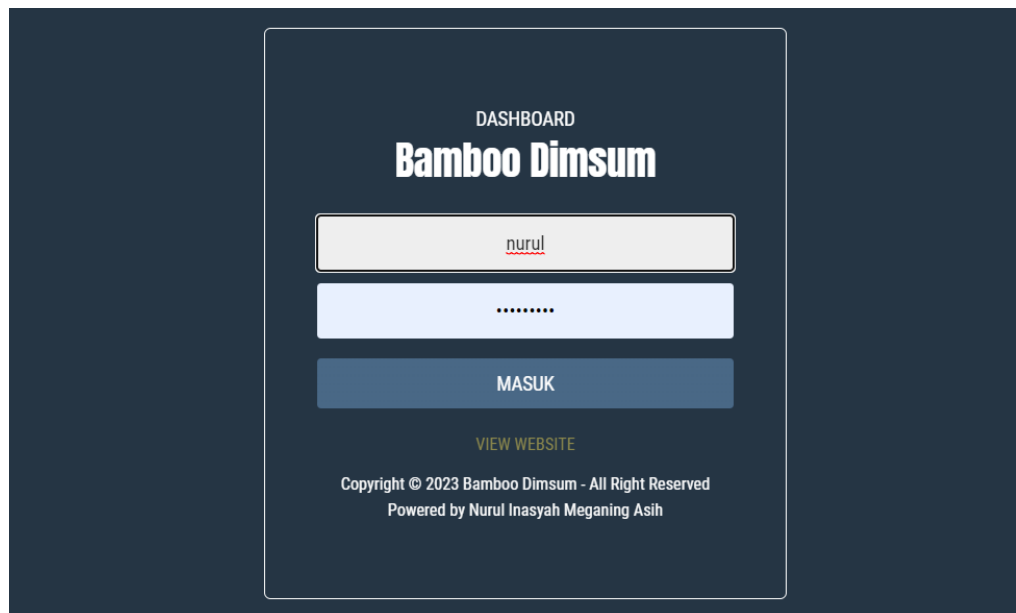 DASHBOARD
Bamboo Dimsum
nurul
•••••••••
MASUK
VIEW WEBSITE
Copyright © 2023 Bamboo Dimsum - All Right Reserved
Powered by Nurul Inasyah Meganing Asih